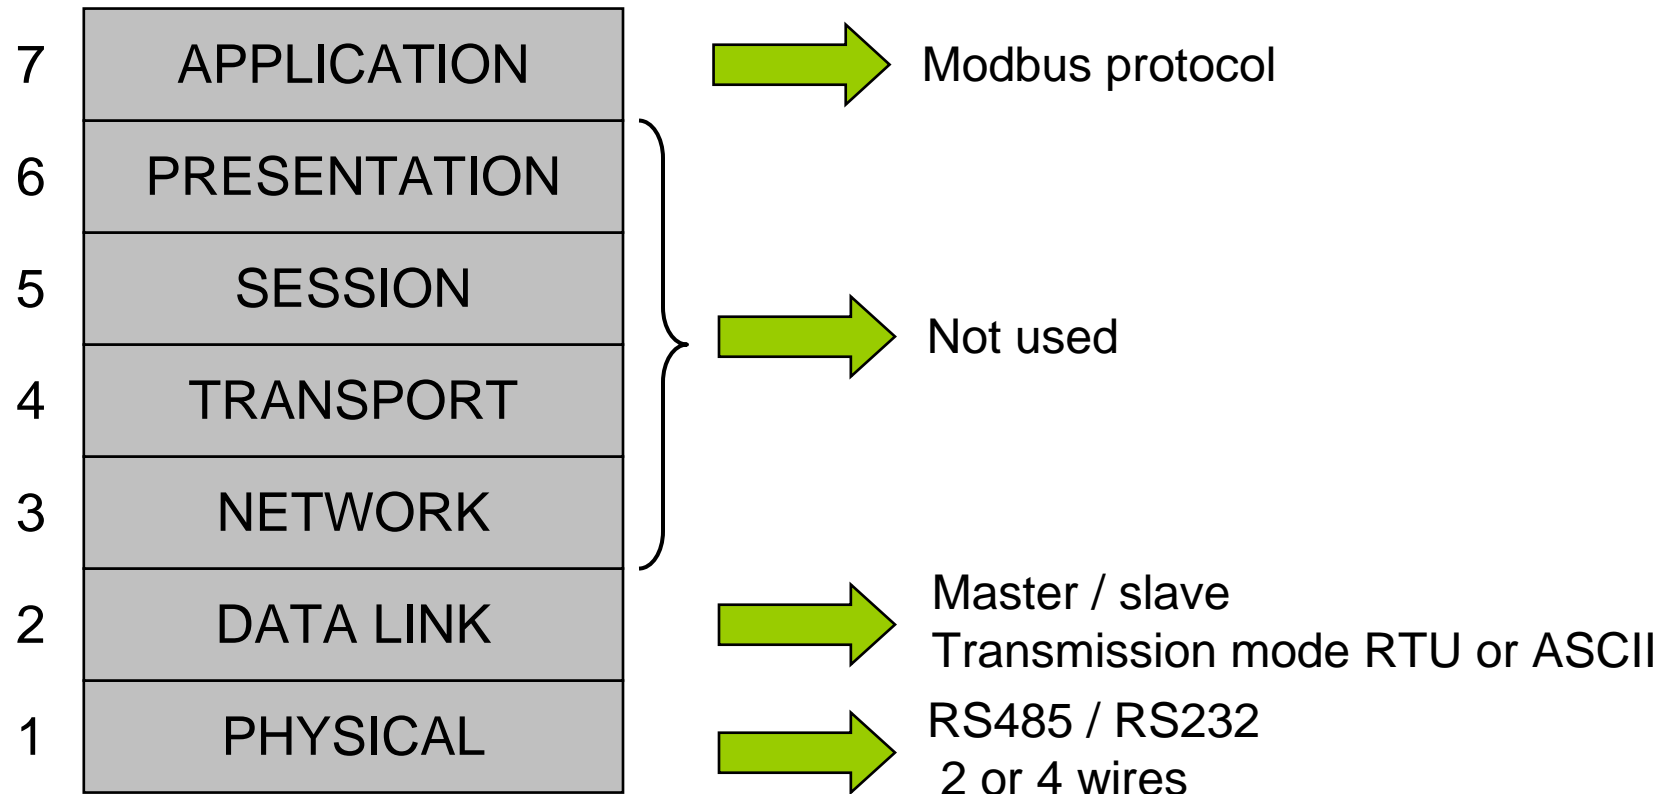 7 APPLICATION Modbus protocol
6 PRESENTATION
5 SESSION Not used
4 TRANSPORT
3 NETWORK
2 DATA LINK Master / slave
Transmission mode RTU or ASCII
1 PHYSICAL RS485 / RS232
2 or 4 wires